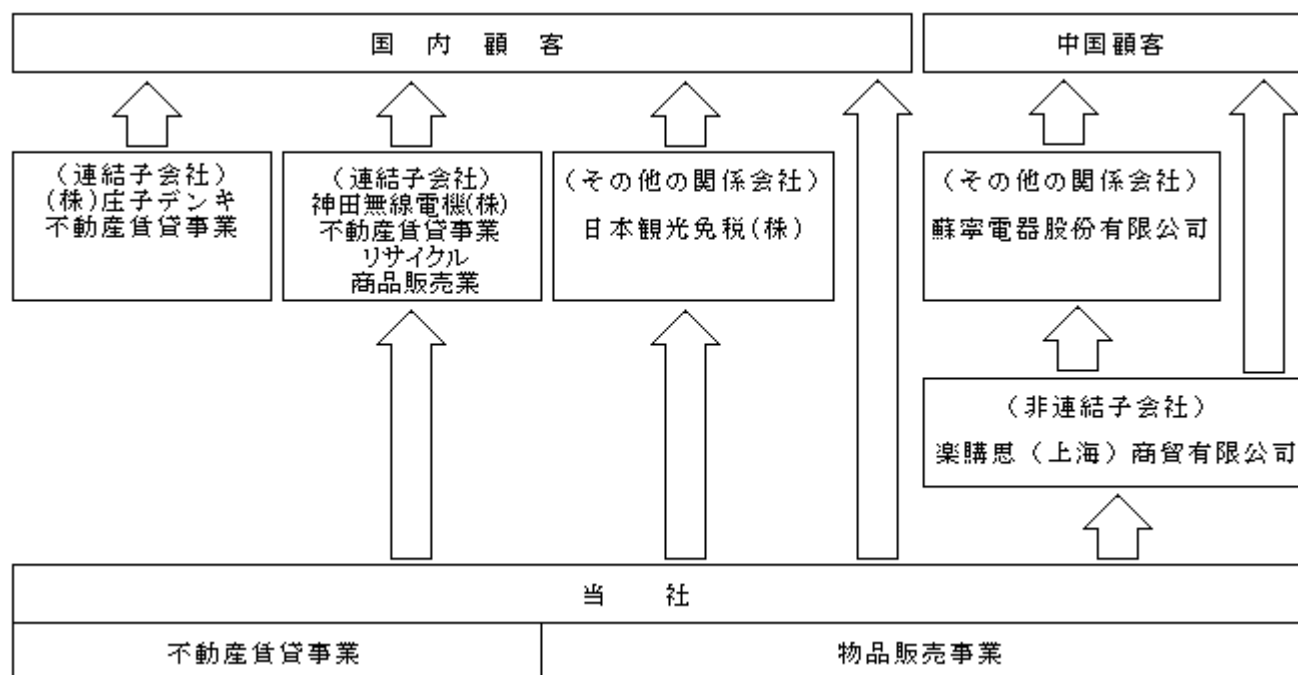 国内顧客
中国顧客
(連結子会社)
(株)庄子デンキ
不動産賃貸事業
(連結子会社)
神田無線電機(株)
不動産賃貸事業
リサイクル
商品販売業
(その他の関係会社)
日本観光免税(株)
(その他の関係会社)
蘇寧電器股份有限公司
(非連結子会社)
楽購思(上海)商貿有限公司
当社
不動産賃貸事業
物品販売事業